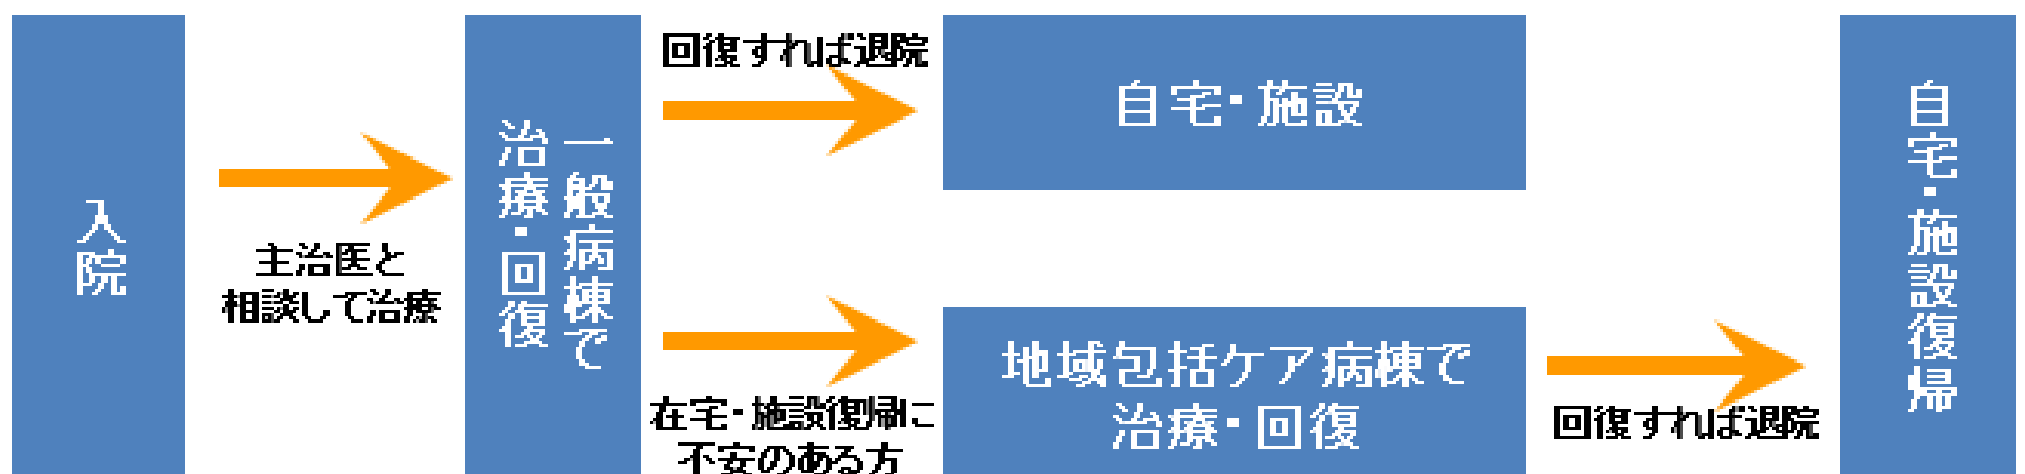 入院
主治医と
相談して治療
一般病棟で
治療・回復
回復すれば退院
自宅・施設
在宅・施設復帰に
不安のある方
地域包括ケア病棟で
治療・回復
回復すれば退院
自宅・施設復帰